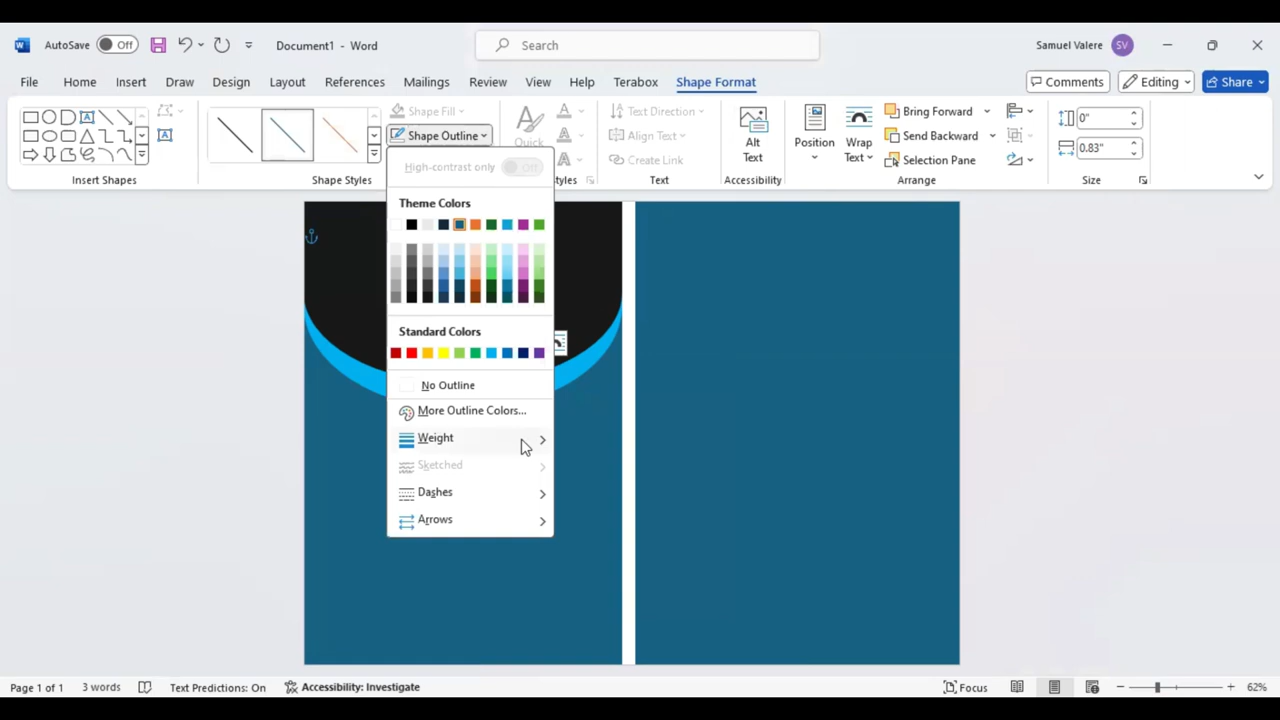 AutoSave Off Document1 - Word Search Samuel Valere SV
File Home Insert Draw Design Layout References Mailings Review View Help Terabox Shape Format Comments Editing Share
Shape Fill
Shape Outline
Quick
Text Direction
Align Text
Create Link
Alt
Text
Position
Wrap
Text
Bring Forward
Send Backward
Selection Pane
0"
0.83"
Insert Shapes Shape Styles yles Text Accessibility Arrange Size
High-contrast only Off
Theme Colors
Standard Colors
No Outline
More Outline Colors...
Weight
Sketched
Dashes
Arrows
Page 1 of 1 3 words Text Predictions: On Accessibility: Investigate Focus 62%